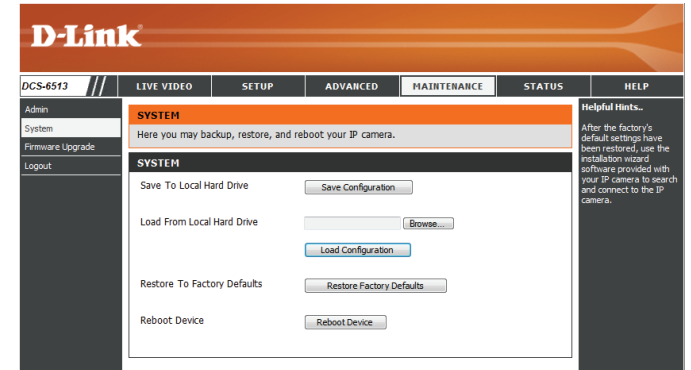 D-Link
DCS-6513
LIVE VIDEO
SETUP
ADVANCED
MAINTENANCE
STATUS
HELP
Admin
System
Firmware Upgrade
Logout
SYSTEM
Here you may backup, restore, and reboot your IP camera.
SYSTEM
Save To Local Hard Drive
Save Configuration
Load From Local Hard Drive
Browse...
Load Configuration
Restore To Factory Defaults
Restore Factory Defaults
Reboot Device
Reboot Device
Helpful Hints..
After the factory's
default settings have
been restored, use the
installation wizard
software provided with
your IP camera to search
and connect to the IP
camera.